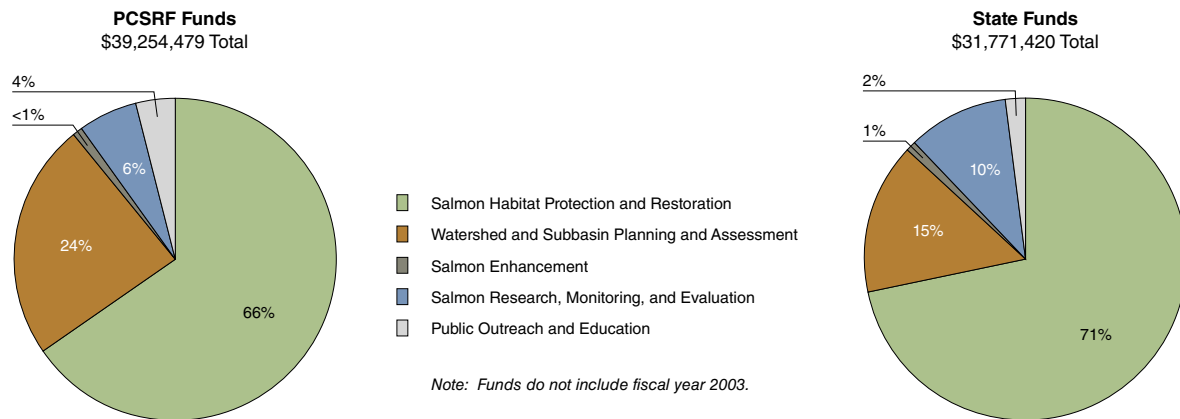 PCSRF Funds
$39,254,479 Total
4%
<1%
6%
24%
66%
Salmon Habitat Protection and Restoration
Watershed and Subbasin Planning and Assessment
Salmon Enhancement
Salmon Research, Monitoring, and Evaluation
Public Outreach and Education
Note: Funds do not include fiscal year 2003.
State Funds
$31,771,420 Total
2%
1%
10%
15%
71%